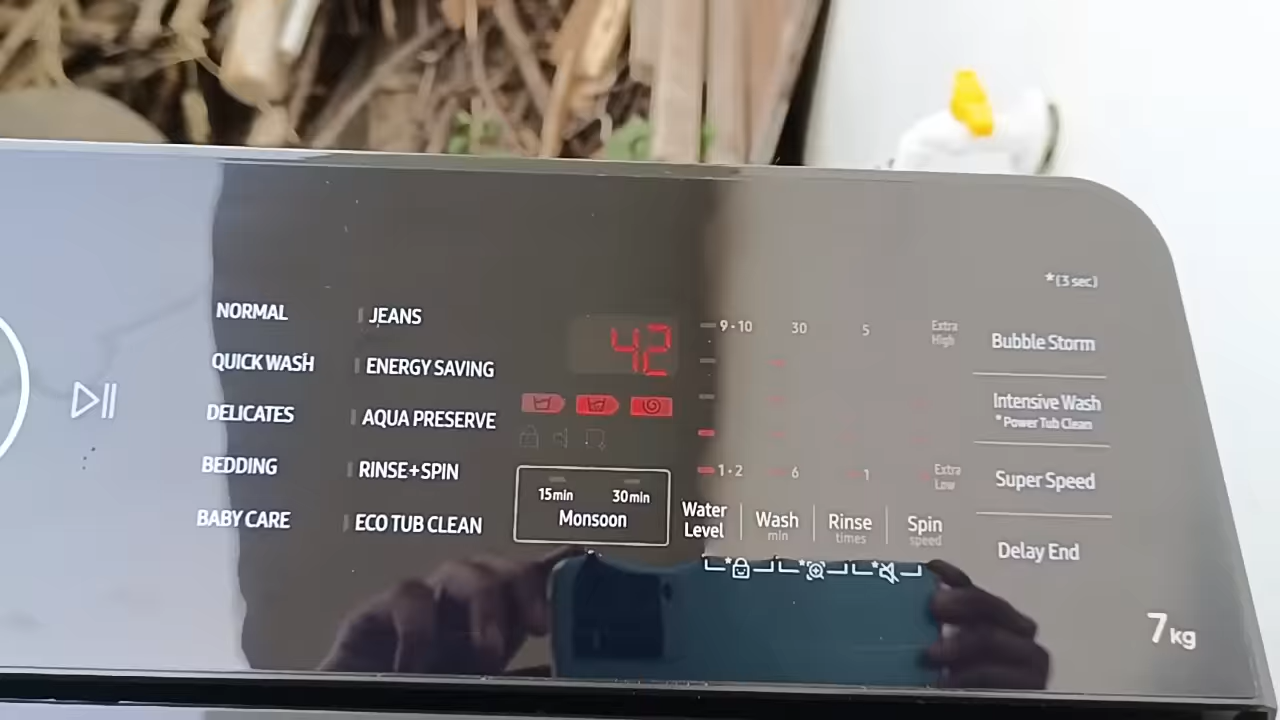 *(3 sec)
NORMAL
QUICK WASH
DELICATES
BEDDING
BABY CARE
JEANS
ENERGY SAVING
AQUA PRESERVE
RINSE+SPIN
ECO TUB CLEAN
42
15min 30min
Monsoon
9-10 30 5 Extra High
1-2 6 1 Extra Low
Water Level
Wash
min
Rinse
times
Spin
speed
Bubble Storm
Intensive Wash
*Power Tub Clean
Super Speed
Delay End
7kg